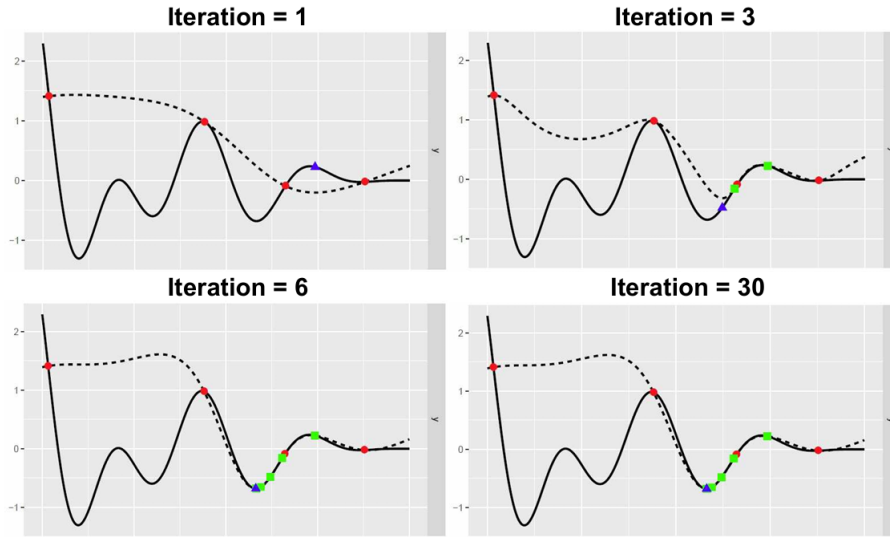 Iteration = 1
Iteration = 3
2
1
0
−1
y
2
1
0
−1
y
Iteration = 6
Iteration = 30
2
1
0
−1
y
2
1
0
−1
y